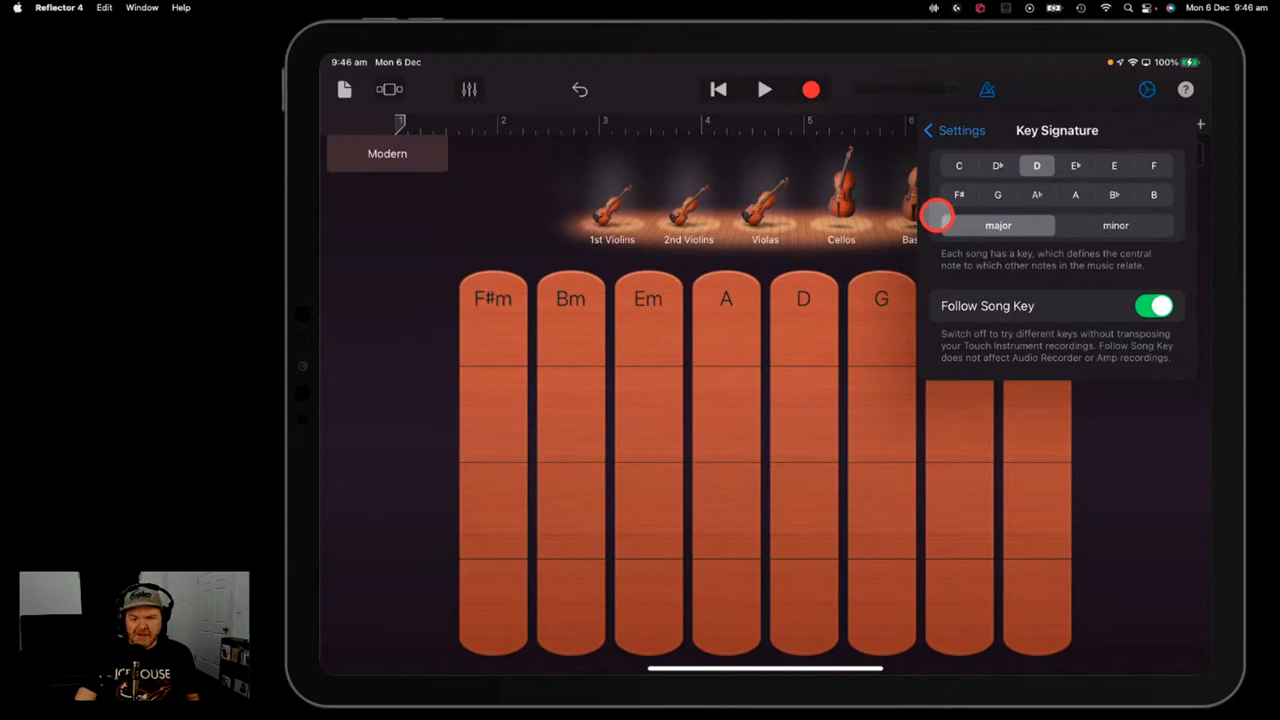 Reflector 4 Edit Window Help
Mon 6 Dec 9:46 am
9:46 am Mon 6 Dec
100%
1 2 3 4 5 6
Modern
1st Violins 2nd Violins Violas Cellos Bas
F#m Bm Em A D G
Settings Key Signature
C D♭ D E♭ E F
F# G A♭ A B♭ B
major minor
Each song has a key, which defines the central
note to which other notes in the music relate.
Follow Song Key
Switch off to try different keys without transposing
your Touch Instrument recordings. Follow Song Key
does not affect Audio Recorder or Amp recordings.
ICEHOUSE